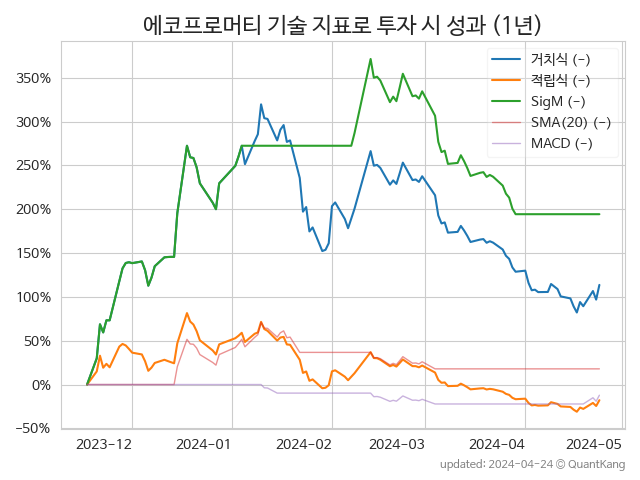 에코프로머티 기술 지표로 투자 시 성과 (1년)
거치식 (-)
적립식 (-)
SigM (-)
SMA(20) (-)
MACD (-)
350%
300%
250%
200%
150%
100%
50%
0%
−50%
2023-12
2024-01
2024-02
2024-03
2024-04
2024-05
updated: 2024-04-24 © QuantKang